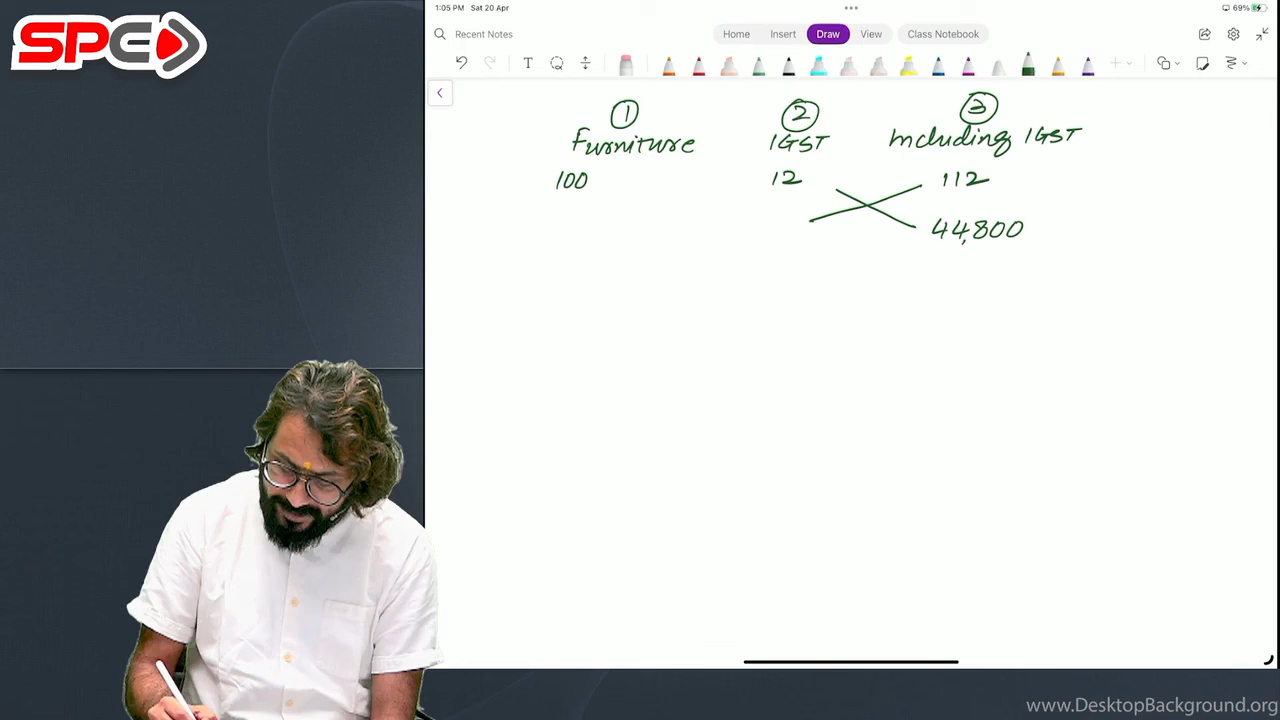 SPC
1:05 PM Sat 20 Apr
69%
Recent Notes
Home Insert Draw View Class Notebook
T
1 2 3
Furniture IGST Including IGST
100 12 112
44,800
www.DesktopBackground.org